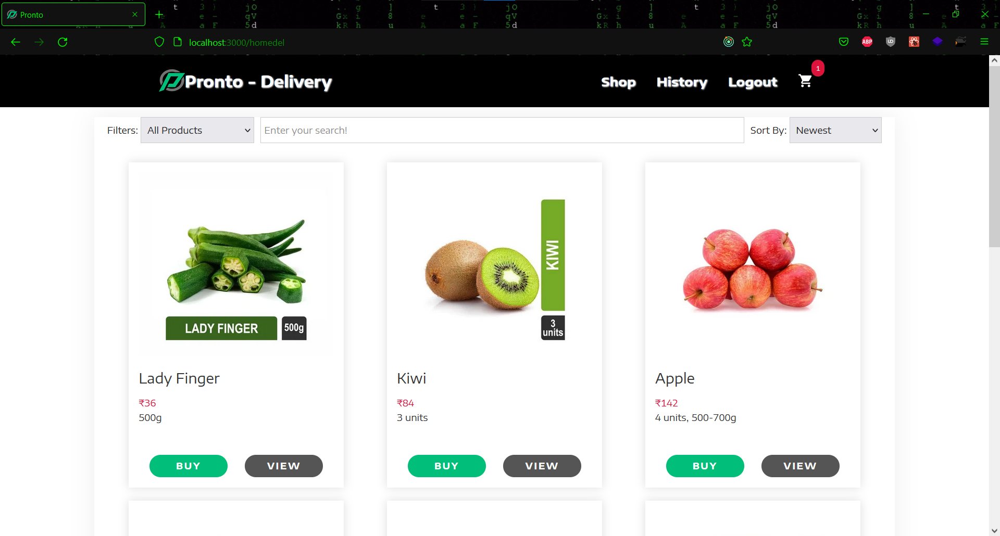 Pronto
localhost:3000/homedel
ABP
Pronto - Delivery
Shop History Logout 1
Filters: All Products Enter your search! Sort By: Newest
LADY FINGER 500g
KIWI
3
units
Lady Finger
₹36
500g
BUY VIEW
Kiwi
₹84
3 units
BUY VIEW
Apple
₹142
4 units, 500-700g
BUY VIEW